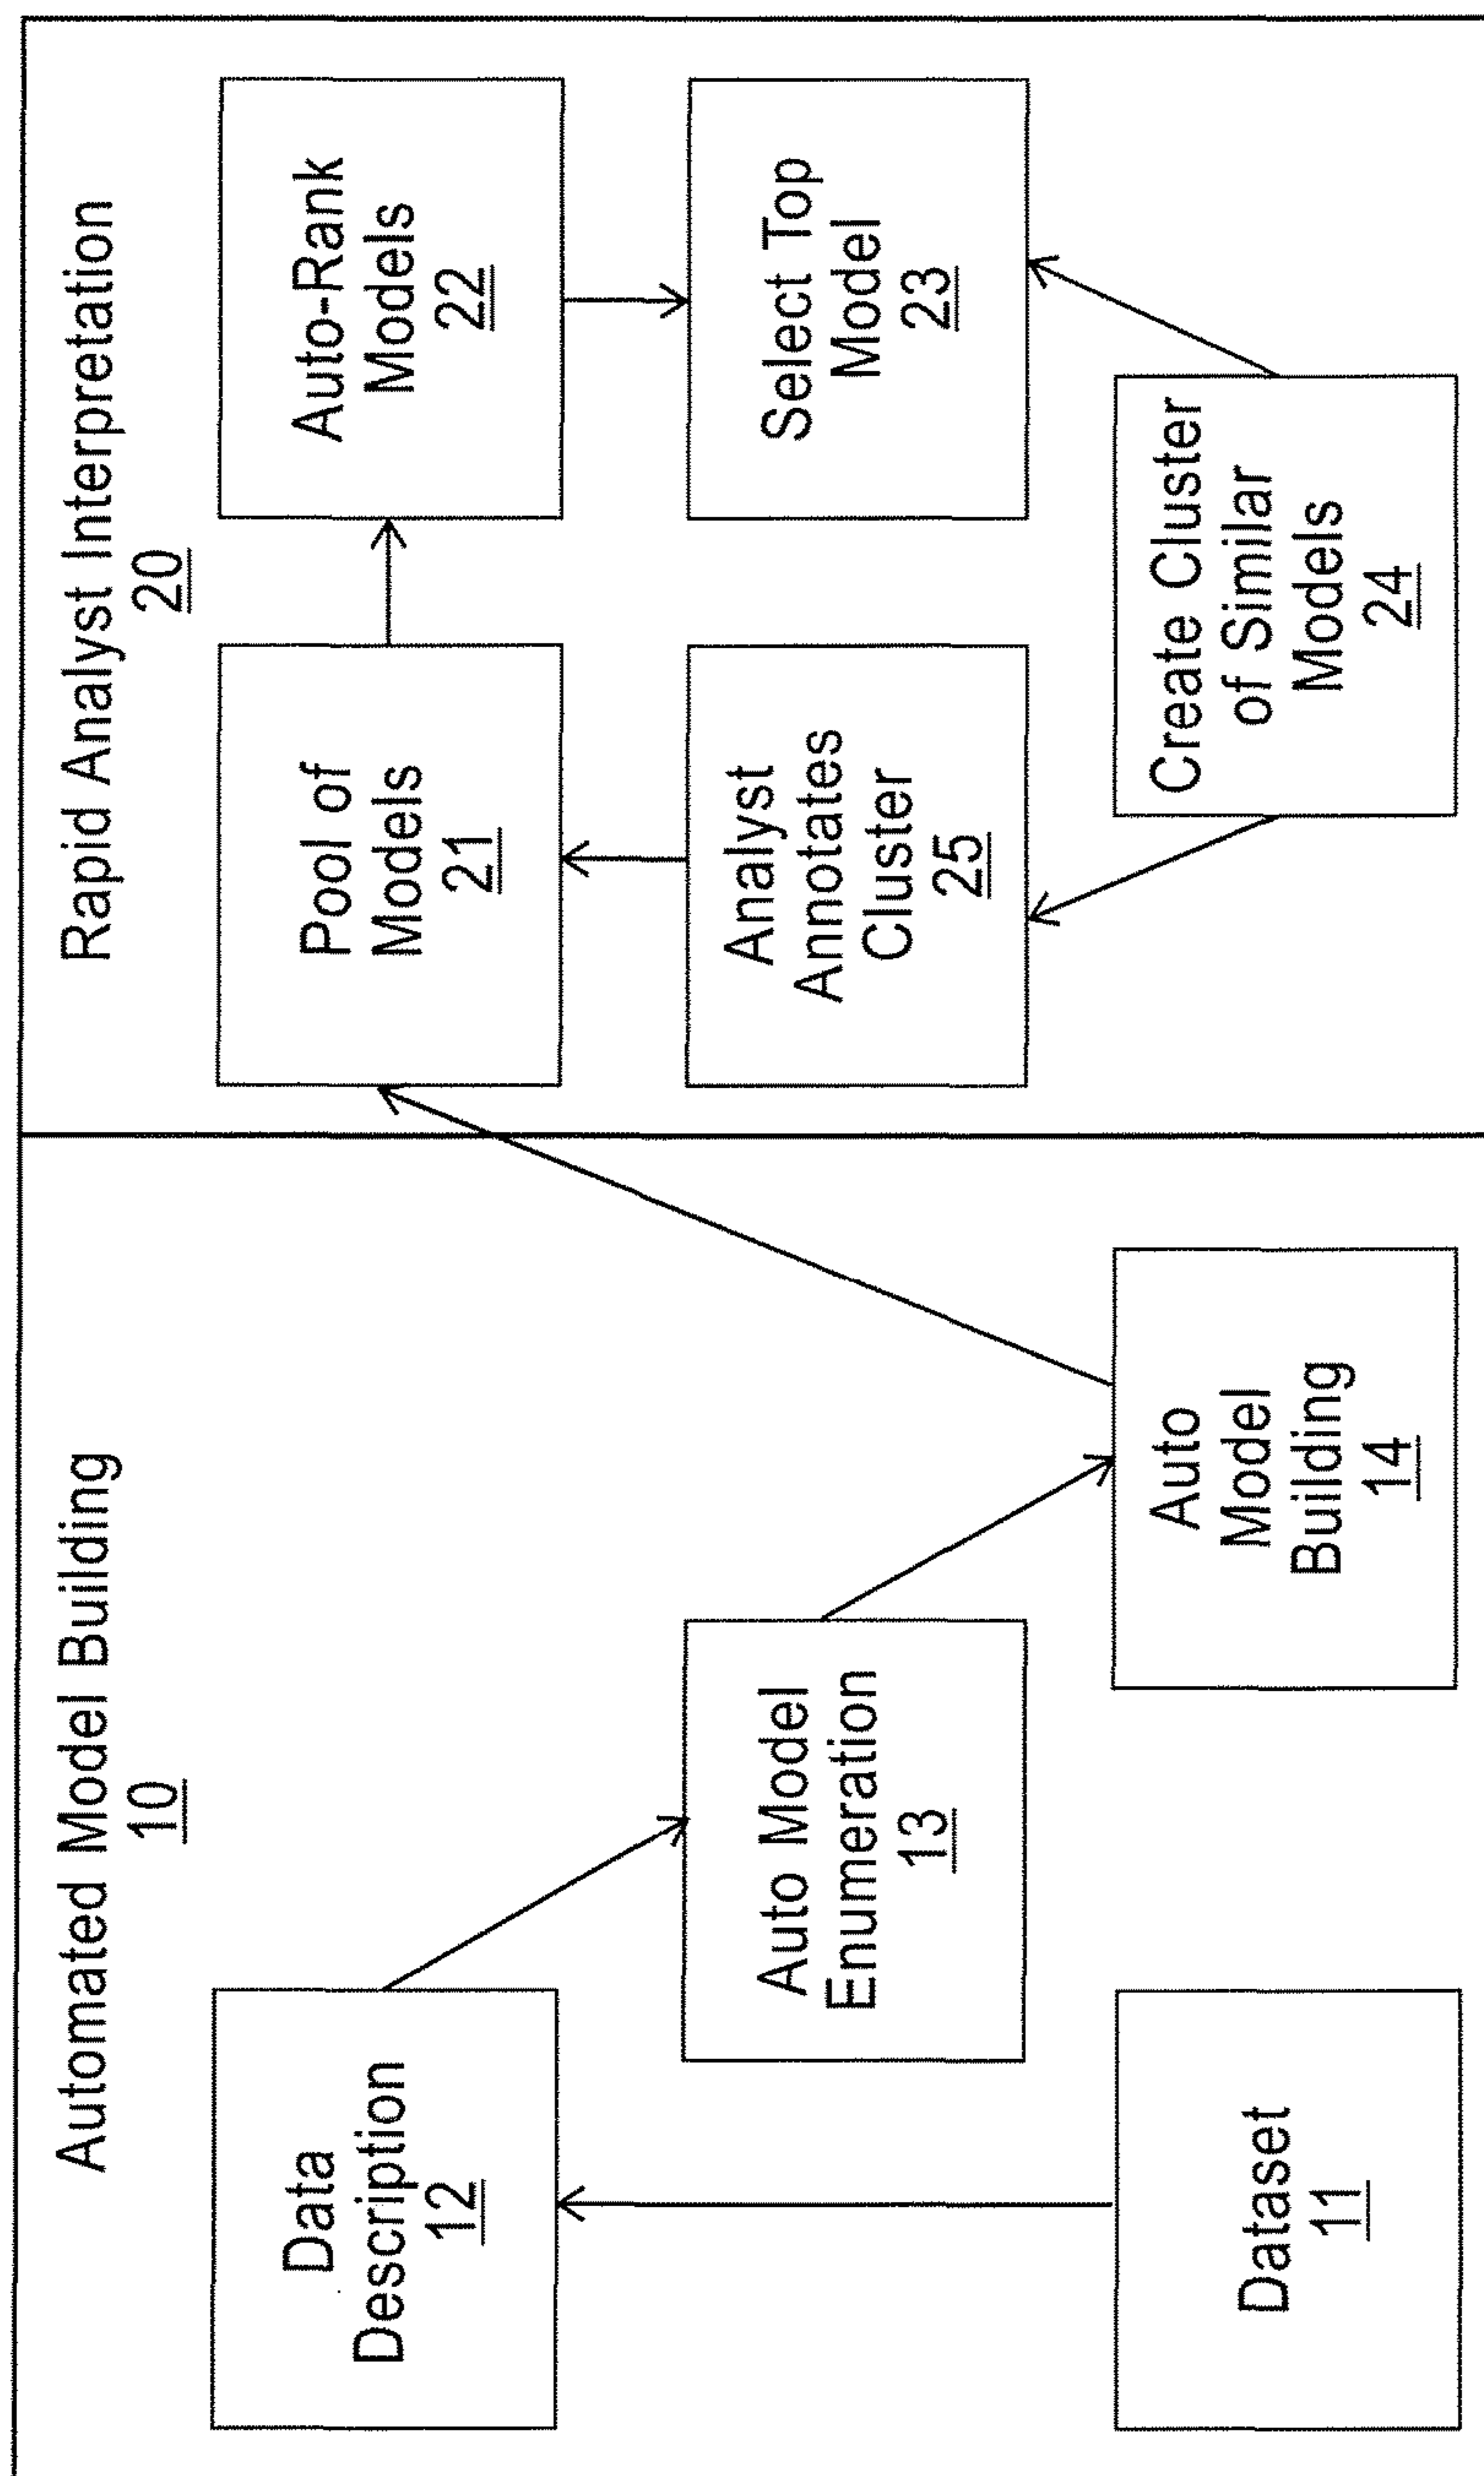 Automated Model Building
10
Data
Description
12
Auto Model
Enumeration
13
Dataset
11
Auto
Model
Building
14
Rapid Analyst Interpretation
20
Pool of
Models
21
Auto-Rank
Models
22
Analyst
Annotates
Cluster
25
Select Top
Model
23
Create Cluster
of Similar
Models
24